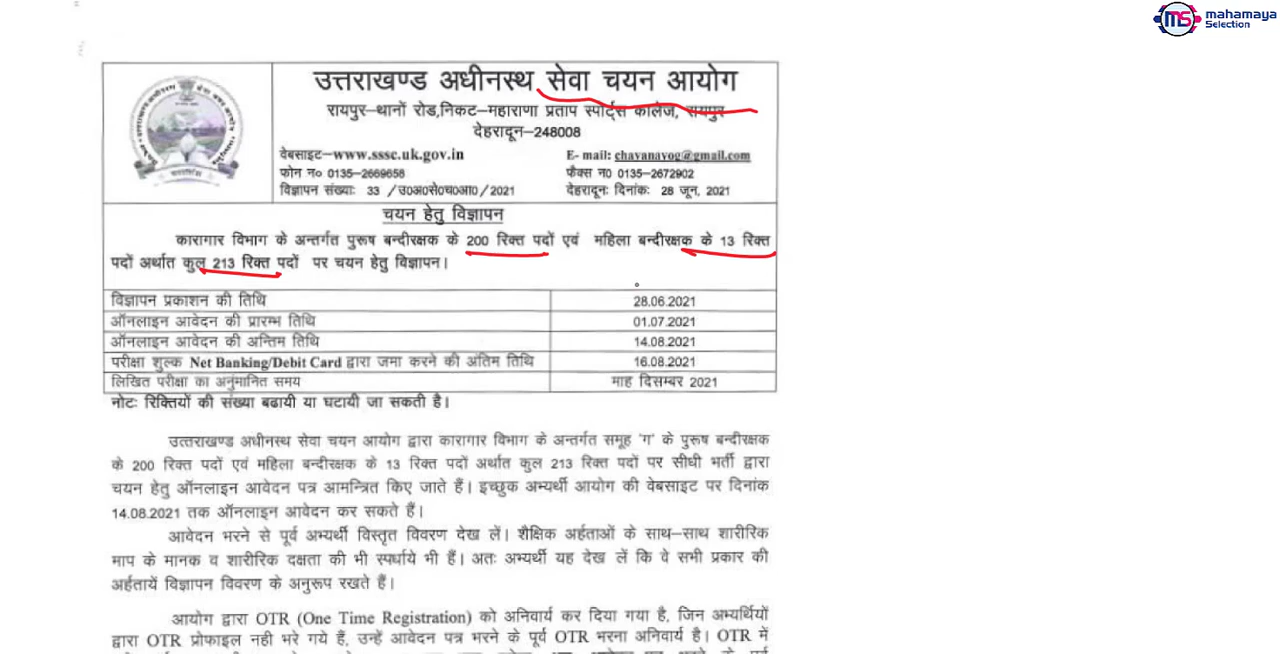 mahamaya
Selection
उत्तराखण्ड अधीनस्थ सेवा चयन आयोग
रायपुर–थानों रोड,निकट–महाराणा प्रताप स्पोर्ट्स कालेज, रायपुर
देहरादून–248008
वेबसाइट–www.sssc.uk.gov.in E- mail: chayanayog@gmail.com
फोन न० 0135-2669658 फैक्स न0 0135-2672902
विज्ञापन संख्याः 33 /उ0अ0से0च0आ0/2021 देहरादूनः दिनांकः 28 जून, 2021
चयन हेतु विज्ञापन
कारागार विभाग के अन्तर्गत पुरूष बन्दीरक्षक के 200 रिक्त पदों एवं महिला बन्दीरक्षक के 13 रिक्त
पदों अर्थात कुल 213 रिक्त पदों पर चयन हेतु विज्ञापन।
विज्ञापन प्रकाशन की तिथि 28.06.2021
ऑनलाइन आवेदन की प्रारम्भ तिथि 01.07.2021
ऑनलाइन आवेदन की अन्तिम तिथि 14.08.2021
परीक्षा शुल्क Net Banking/Debit Card द्वारा जमा करने की अंतिम तिथि 16.08.2021
लिखित परीक्षा का अनुमानित समय माह दिसम्बर 2021
नोटः रिक्तियों की संख्या बढायी या घटायी जा सकती है।
उत्तराखण्ड अधीनस्थ सेवा चयन आयोग द्वारा कारागार विभाग के अन्तर्गत समूह 'ग' के पुरूष बन्दीरक्षक
के 200 रिक्त पदों एवं महिला बन्दीरक्षक के 13 रिक्त पदों अर्थात कुल 213 रिक्त पदों पर सीधी भर्ती द्वारा
चयन हेतु ऑनलाइन आवेदन पत्र आमन्त्रित किए जाते हैं। इच्छुक अभ्यर्थी आयोग की वेबसाइट पर दिनांक
14.08.2021 तक ऑनलाइन आवेदन कर सकते हैं।
आवेदन भरने से पूर्व अभ्यर्थी विस्तृत विवरण देख लें। शैक्षिक अर्हताओं के साथ–साथ शारीरिक
माप के मानक व शारीरिक दक्षता की भी स्पर्धाये भी हैं। अतः अभ्यर्थी यह देख लें कि वे सभी प्रकार की
अर्हतायें विज्ञापन विवरण के अनुरूप रखते हैं।
आयोग द्वारा OTR (One Time Registration) को अनिवार्य कर दिया गया है, जिन अभ्यर्थियों
द्वारा OTR प्रोफाइल नही भरे गये हैं, उन्हें आवेदन पत्र भरने के पूर्व OTR भरना अनिवार्य है। OTR में